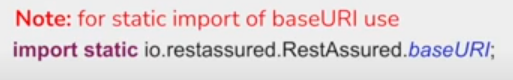 Note: for static import of baseURI use
import static io.restassured.RestAssured.baseURI;